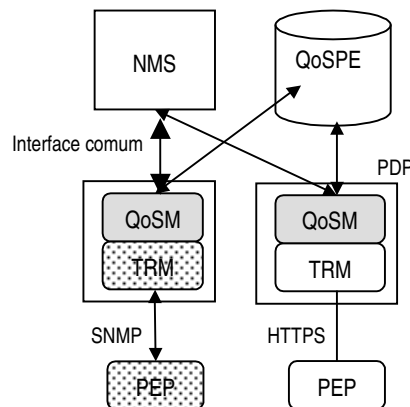 NMS
QoSPE
Interface comum
PDP
QoSM
QoSM
TRM
TRM
SNMP
HTTPS
PEP
PEP